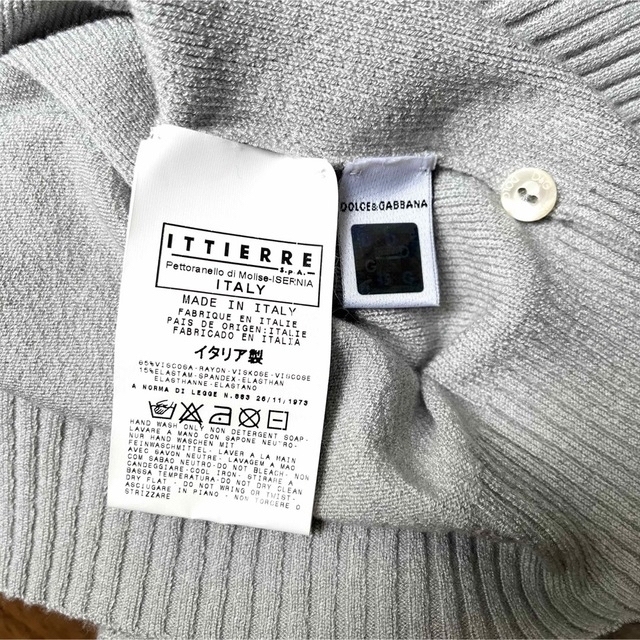 ITTIERRE
S.p.A.
Pettoranello di Molise-ISERNIA
ITALY
MADE IN ITALY
FABRIQUE EN ITALIE
PAIS DE ORIGEN:ITALIE
FABRICADO EN ITALIA
イタリア製
85%VISCOSA-RAYON-VISKOSE-VISCOSE
15%ELASTAM-SPANDEX-ELASTHAN
ELASTHANNE-ELASTANO
A NORMA DI LEGGE N.883 26/11/1973
HAND WASH ONLY NON DETERGENT SOAP-
LAVARE A MANO CON SAPONE NEUTRO-
NUR HAND WASCHEN MIT
FEINWASCHMITTEL, LAVER A LA MAIN
AVEC SAVON NEUTRE- LAVAGEM A MAO
COM SABAO NEUTRO-DO NOT BLEACH- NON
CANDEGGIARE-COOL IRON, STIRARE A
BASSA TEMPERATURA-DO NOT DRY CLEAN
DRY FLAT - DO NOT WRING OR TWIST-
ASCIUGARE IN PIANO - NON TORCERE O
STRIZZARE
DOLCE&GABBANA